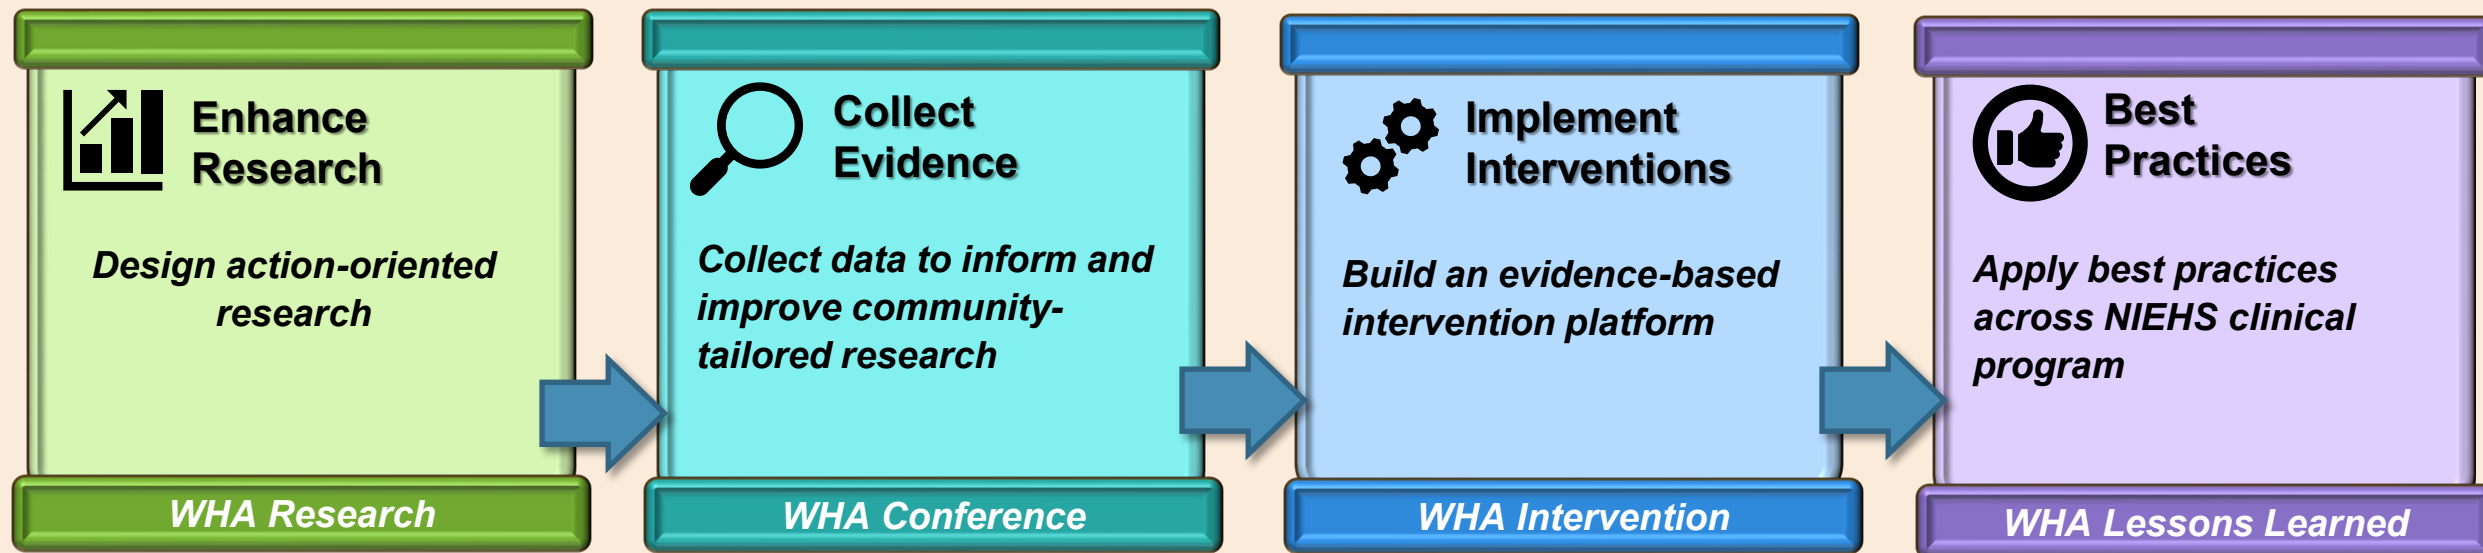 Enhance
Research
Design action-oriented
research
WHA Research
Collect
Evidence
Collect data to inform and
improve community-
tailored research
WHA Conference
Implement
Interventions
Build an evidence-based
intervention platform
WHA Intervention
Best
Practices
Apply best practices
across NIEHS clinical
program
WHA Lessons Learned